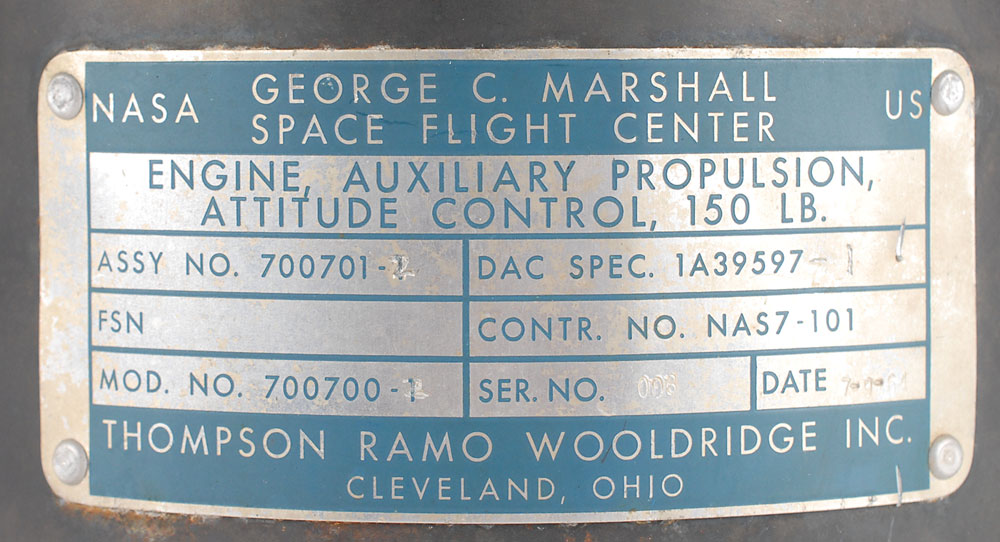 NASA GEORGE C. MARSHALL SPACE FLIGHT CENTER US
ENGINE, AUXILIARY PROPULSION,
ATTITUDE CONTROL, 150 LB.
ASSY NO. 700701- DAC SPEC. 1A39597-1
FSN CONTR. NO. NAS7-101
MOD. NO. 700700- SER. NO. DATE
THOMPSON RAMO WOOLDRIDGE INC.
CLEVELAND, OHIO